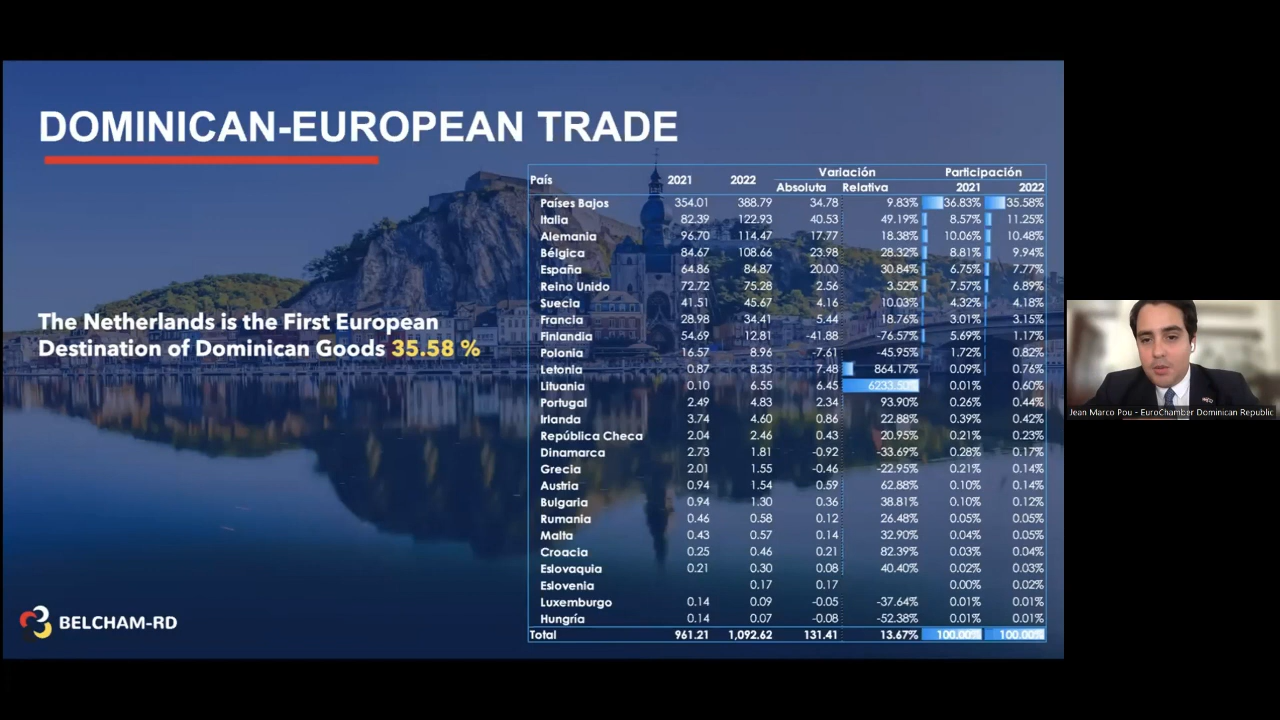 DOMINICAN-EUROPEAN TRADE
The Netherlands is the First European
Destination of Dominican Goods 35.58 %
País 2021 2022 Variación Participación
Absoluta Relativa 2021 2022
Países Bajos 354.01 388.79 34.78 9.83% 36.83% 35.58%
Italia 82.39 122.93 40.53 49.19% 8.57% 11.25%
Alemania 96.70 114.47 17.77 18.38% 10.06% 10.48%
Bélgica 84.67 108.66 23.98 28.32% 8.81% 9.94%
España 64.86 84.87 20.00 30.84% 6.75% 7.77%
Reino Unido 72.72 75.28 2.56 3.52% 7.57% 6.89%
Suecia 41.51 45.67 4.16 10.03% 4.32% 4.18%
Francia 28.98 34.41 5.44 18.76% 3.01% 3.15%
Finlandia 54.69 12.81 -41.88 -76.57% 5.69% 1.17%
Polonia 16.57 8.96 -7.61 -45.95% 1.72% 0.82%
Letonia 0.87 8.35 7.48 864.17% 0.09% 0.76%
Lituania 0.10 6.55 6.45 6233.50% 0.01% 0.60%
Portugal 2.49 4.83 2.34 93.90% 0.26% 0.44%
Irlanda 3.74 4.60 0.86 22.88% 0.39% 0.42%
República Checa 2.04 2.46 0.43 20.95% 0.21% 0.23%
Dinamarca 2.73 1.81 -0.92 -33.69% 0.28% 0.17%
Grecia 2.01 1.55 -0.46 -22.95% 0.21% 0.14%
Austria 0.94 1.54 0.59 62.88% 0.10% 0.14%
Bulgaria 0.94 1.30 0.36 38.81% 0.10% 0.12%
Rumania 0.46 0.58 0.12 26.48% 0.05% 0.05%
Malta 0.43 0.57 0.14 32.90% 0.04% 0.05%
Croacia 0.25 0.46 0.21 82.39% 0.03% 0.04%
Eslovaquia 0.21 0.30 0.08 40.40% 0.02% 0.03%
Eslovenia 0.17 0.17 0.00% 0.02%
Luxemburgo 0.14 0.09 -0.05 -37.64% 0.01% 0.01%
Hungría 0.14 0.07 -0.08 -52.38% 0.01% 0.01%
Total 961.21 1,092.62 131.41 13.67% 100.00% 100.00%
BELCHAM-RD
Jean Marco Pou - EuroChamber Dominican Republic